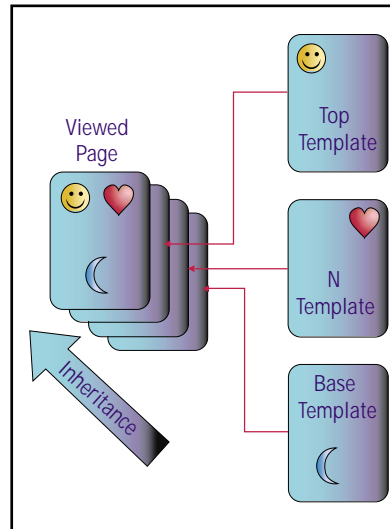 Viewed
Page
Top
Template
N
Template
Base
Template
Inheritance